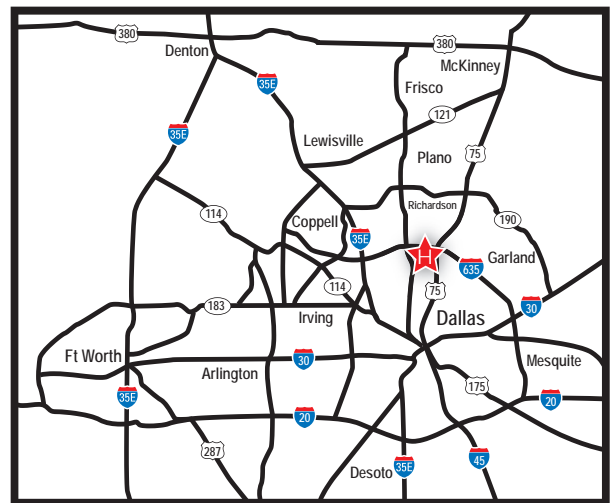 380
Denton
380
McKinney
35E
Frisco
121
Lewisville
35E
75
Plano
Richardson
114
Coppell
190
35E
H
Garland
635
114
75
183
30
Irving
Dallas
Ft Worth
30
Mesquite
Arlington
175
35E
20
20
287
45
Desoto
35E